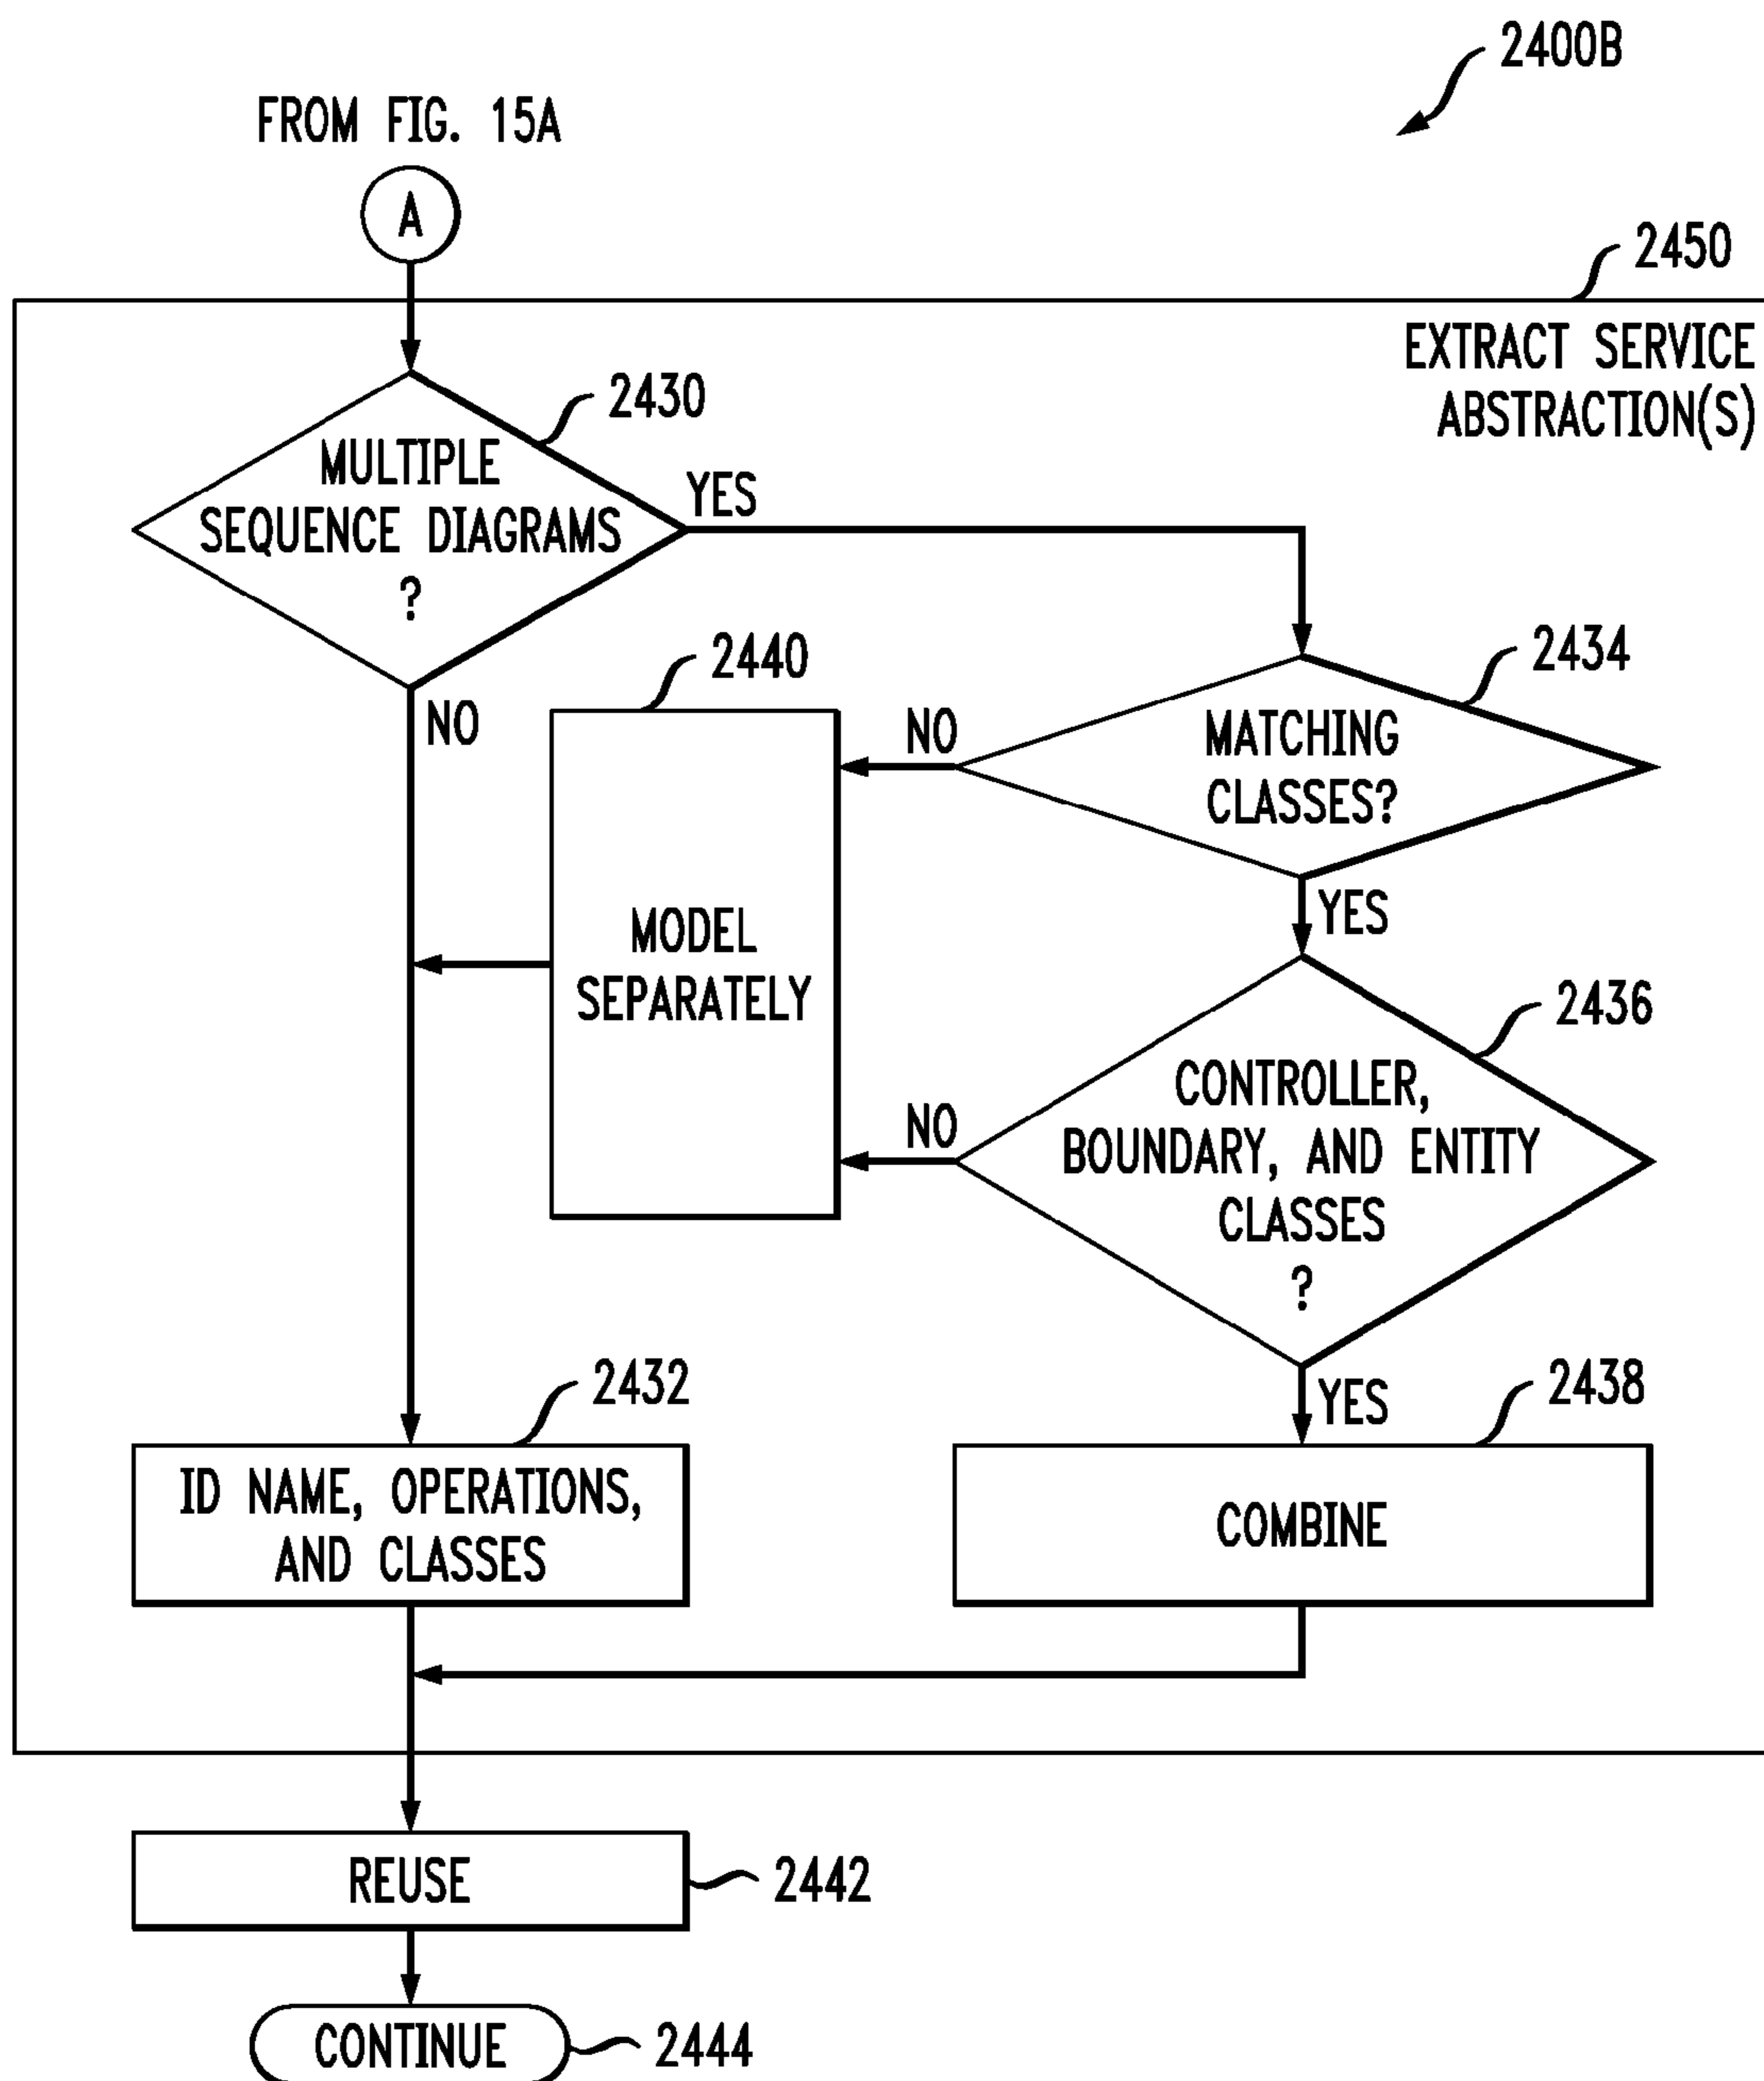 2400B
FROM FIG. 15A
A
2450
EXTRACT SERVICE
ABSTRACTION(S)
2430
MULTIPLE
SEQUENCE DIAGRAMS
?
YES
NO
2434
MATCHING
CLASSES?
NO
YES
2440
MODEL
SEPARATELY
2436
CONTROLLER,
BOUNDARY, AND ENTITY
CLASSES
?
NO
YES
2432
ID NAME, OPERATIONS,
AND CLASSES
2438
COMBINE
REUSE
2442
CONTINUE
2444